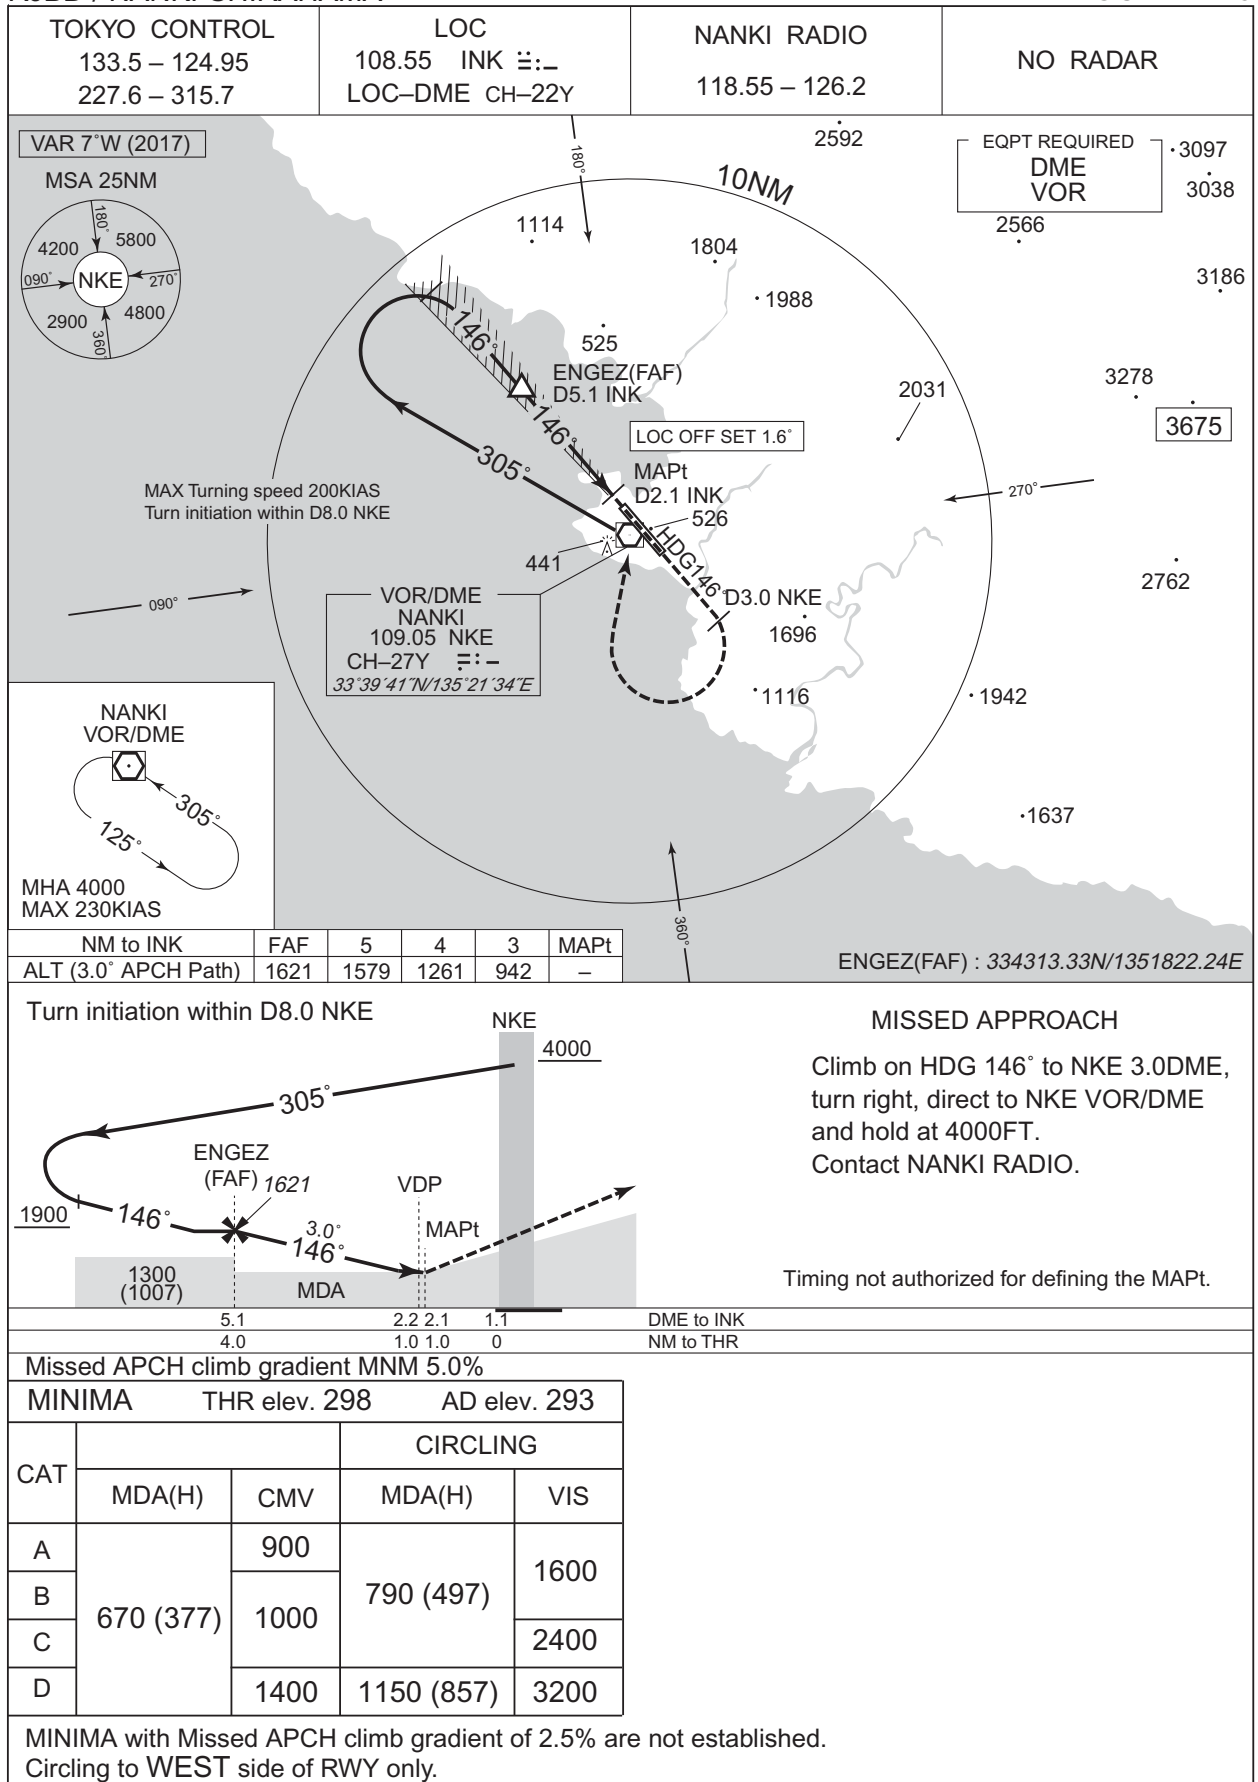 TOKYO CONTROL
133.5 – 124.95
227.6 – 315.7
LOC
108.55 INK
LOC–DME CH–22Y
NANKI RADIO
118.55 – 126.2
NO RADAR
VAR 7˚W (2017)
MSA 25NM
180˚
4200
5800
090˚
NKE
270˚
2900
4800
360˚
180˚
10NM
2592
EQPT REQUIRED
DME
VOR
3097
3038
2566
3186
1114
1804
1988
525
146˚
ENGEZ(FAF)
D5.1 INK
146˚
2031
3278
3675
LOC OFF SET 1.6˚
305˚
MAPt
D2.1 INK
526
MAX Turning speed 200KIAS
Turn initiation within D8.0 NKE
270˚
441
HDG146˚
2762
090˚
VOR/DME
NANKI
109.05 NKE
CH–27Y
33˚39´41˝N/135˚21´34˝E
D3.0 NKE
1696
1116
1942
NANKI
VOR/DME
305˚
125˚
MHA 4000
MAX 230KIAS
1637
360˚
NM to INK FAF 5 4 3 MAPt
ALT (3.0˚ APCH Path) 1621 1579 1261 942 –
ENGEZ(FAF) : 334313.33N/1351822.24E
Turn initiation within D8.0 NKE
NKE
4000
305˚
ENGEZ
(FAF) 1621
VDP
1900
146˚
3.0˚
146˚
MAPt
1300
(1007)
MDA
MISSED APPROACH
Climb on HDG 146˚ to NKE 3.0DME,
turn right, direct to NKE VOR/DME
and hold at 4000FT.
Contact NANKI RADIO.
Timing not authorized for defining the MAPt.
5.1 2.2 2.1 1.1 DME to INK
4.0 1.0 1.0 0 NM to THR
Missed APCH climb gradient MNM 5.0%
MINIMA THR elev. 298 AD elev. 293
CAT
CIRCLING
MDA(H) CMV MDA(H) VIS
A 900
B 670 (377) 1000 790 (497) 1600
C 2400
D 1400 1150 (857) 3200
MINIMA with Missed APCH climb gradient of 2.5% are not established.
Circling to WEST side of RWY only.